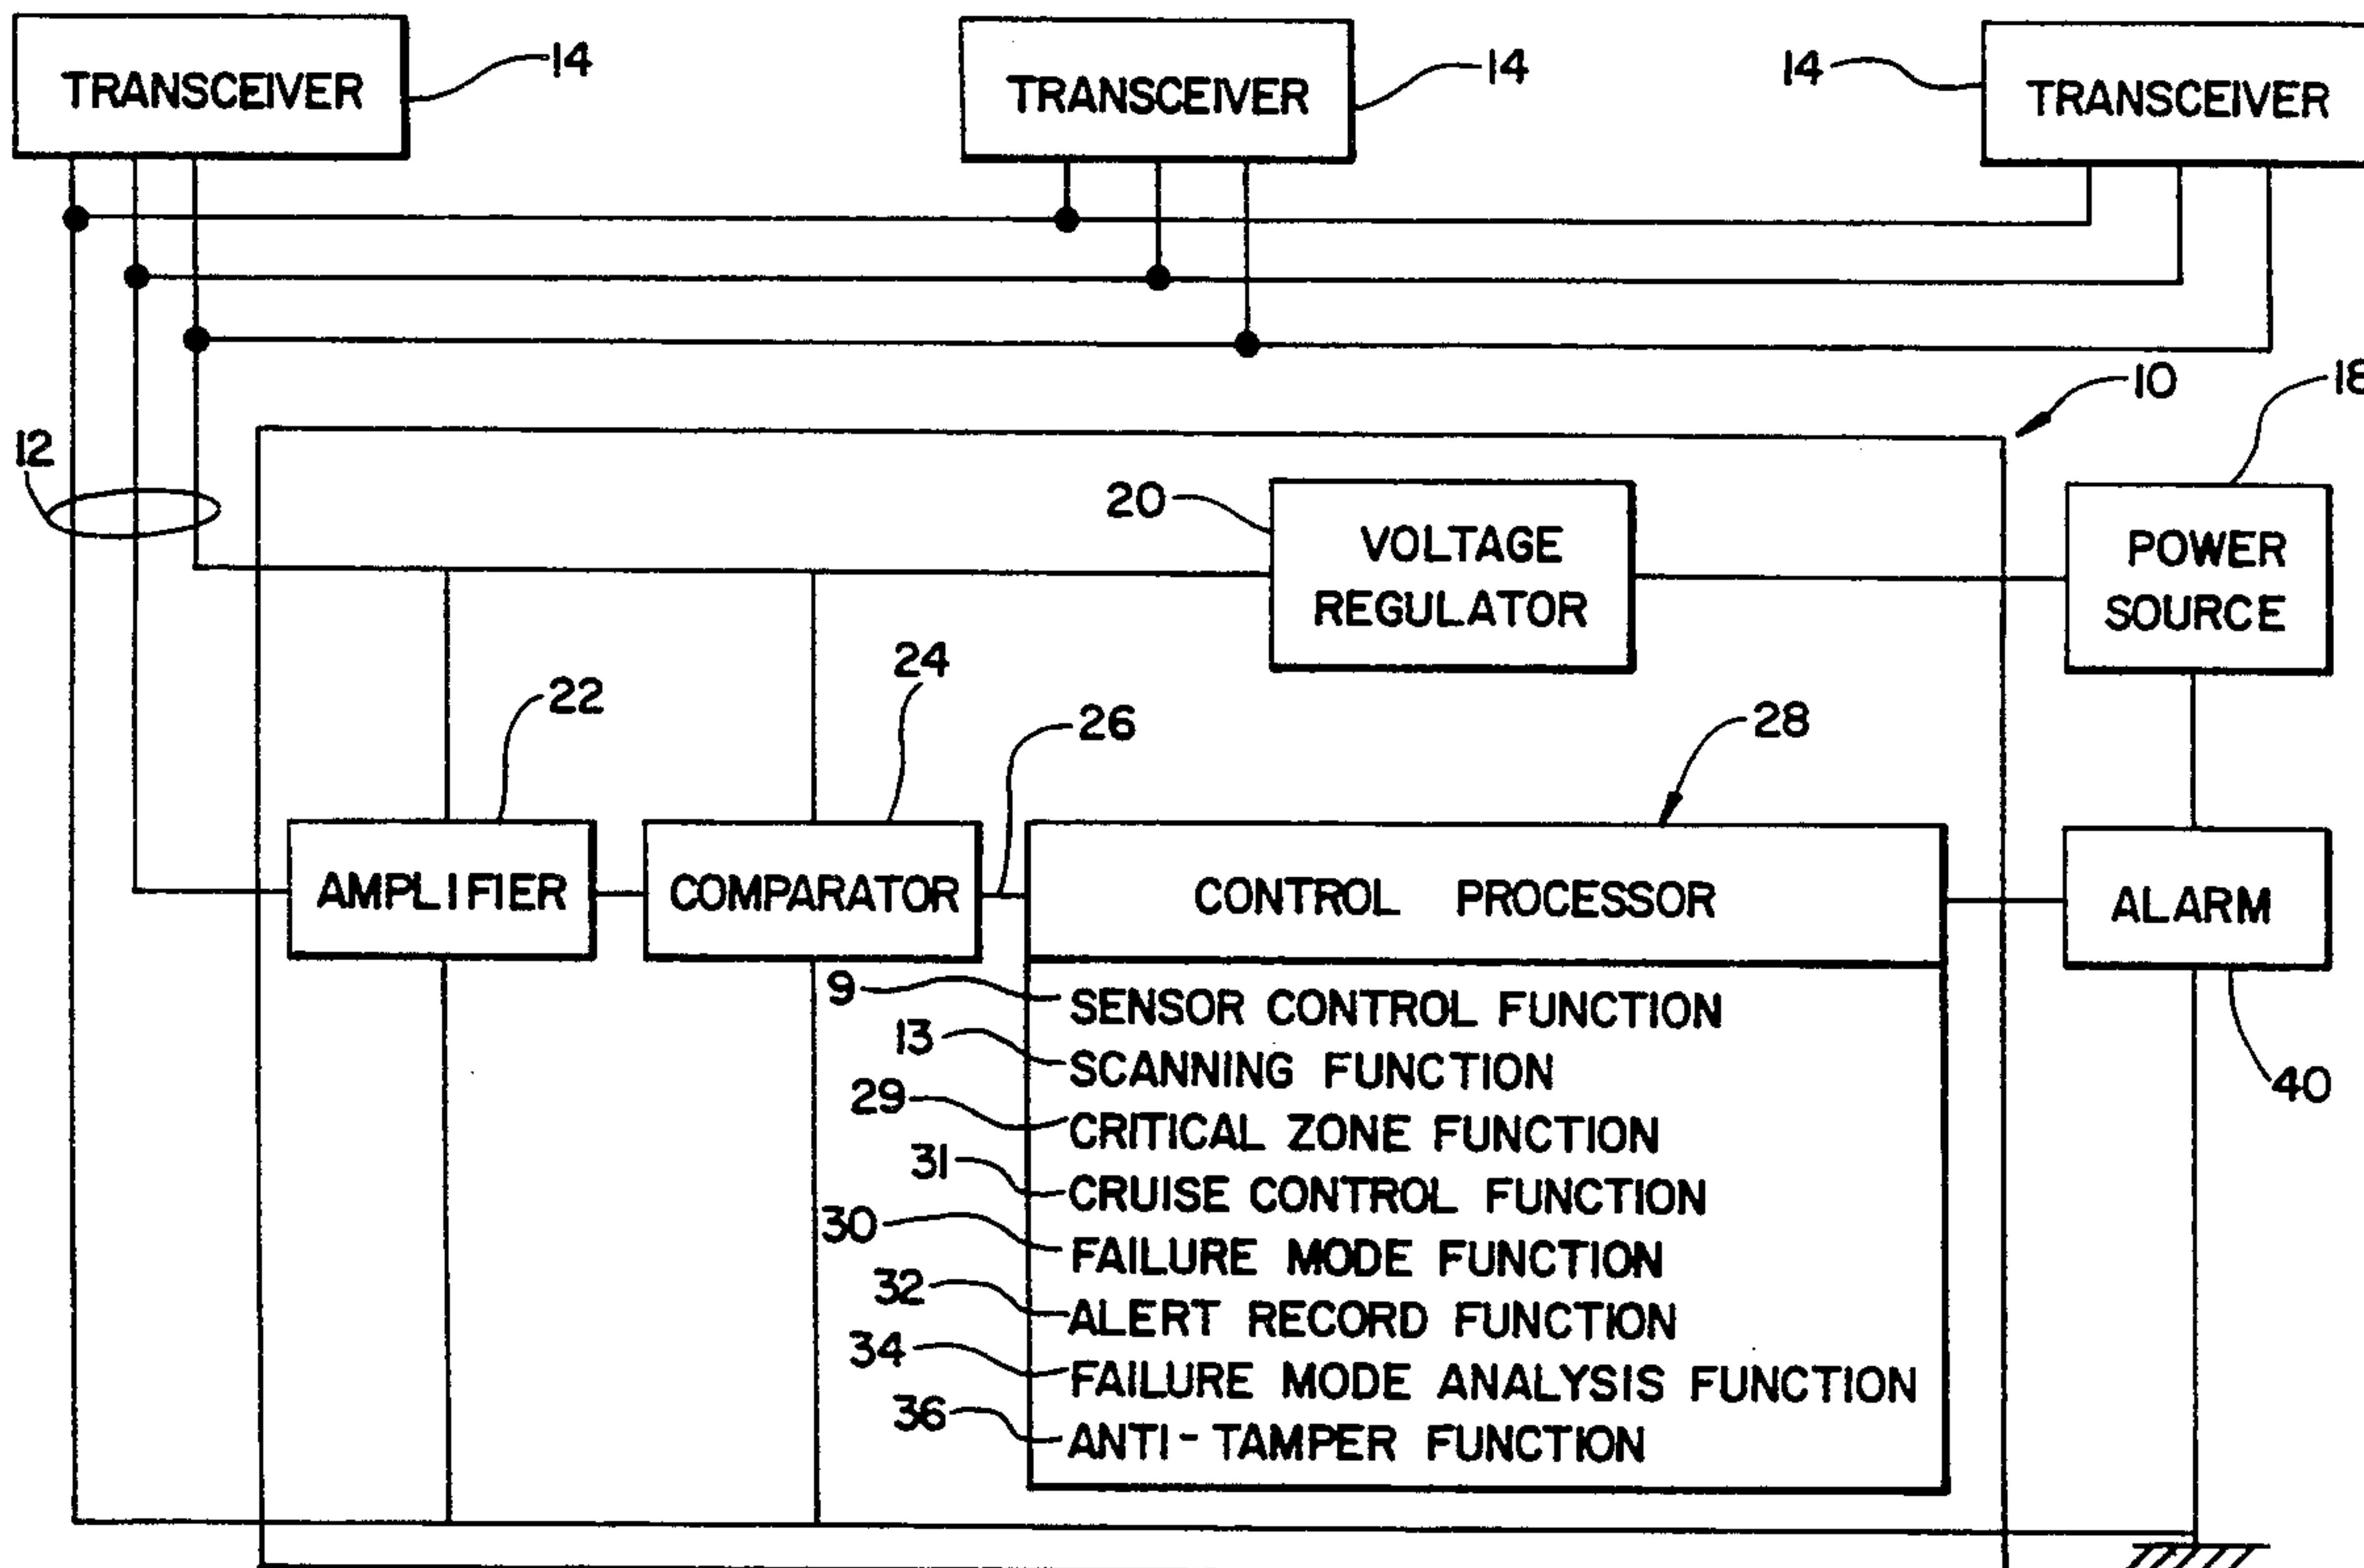 TRANSCEIVER 14
TRANSCEIVER 14
14 TRANSCEIVER
10
18
12
20
VOLTAGE
REGULATOR
POWER
SOURCE
22
24
26
28
AMPLIFIER
COMPARATOR
CONTROL PROCESSOR
ALARM
40
9 SENSOR CONTROL FUNCTION
13 SCANNING FUNCTION
29 CRITICAL ZONE FUNCTION
31 CRUISE CONTROL FUNCTION
30 FAILURE MODE FUNCTION
32 ALERT RECORD FUNCTION
34 FAILURE MODE ANALYSIS FUNCTION
36 ANTI-TAMPER FUNCTION